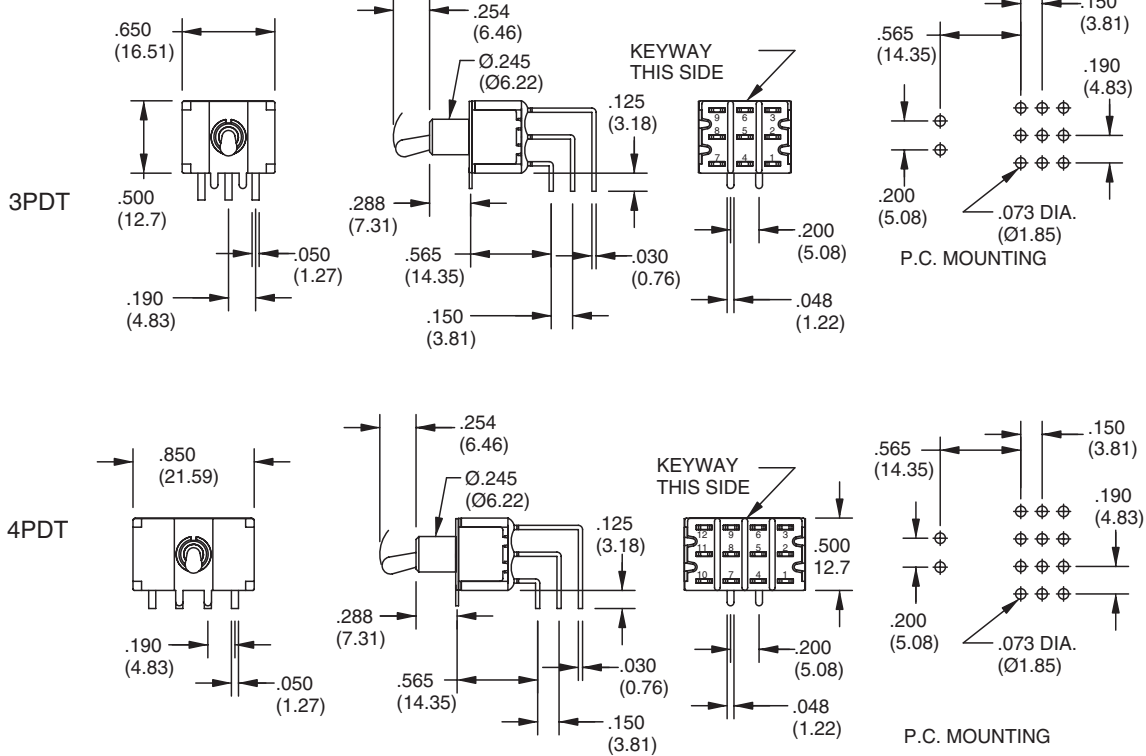 3PDT
.650
(16.51)
.500
(12.7)
.050
(1.27)
.190
(4.83)
.254
(6.46)
Ø.245
(Ø6.22)
.125
(3.18)
.288
(7.31)
.565
(14.35)
.030
(0.76)
.150
(3.81)
KEYWAY
THIS SIDE
9 6 3
8 5 2
7 4 1
.200
(5.08)
.048
(1.22)
.150
(3.81)
.565
(14.35)
.190
(4.83)
.200
(5.08)
.073 DIA.
(Ø1.85)
P.C. MOUNTING
4PDT
.850
(21.59)
.190
(4.83)
.050
(1.27)
.254
(6.46)
Ø.245
(Ø6.22)
.125
(3.18)
.288
(7.31)
.565
(14.35)
.030
(0.76)
.150
(3.81)
KEYWAY
THIS SIDE
12 9 6 3
11 8 5 2
10 7 4 1
.500
12.7
.200
(5.08)
.048
(1.22)
.150
(3.81)
.565
(14.35)
.190
(4.83)
.200
(5.08)
.073 DIA.
(Ø1.85)
P.C. MOUNTING